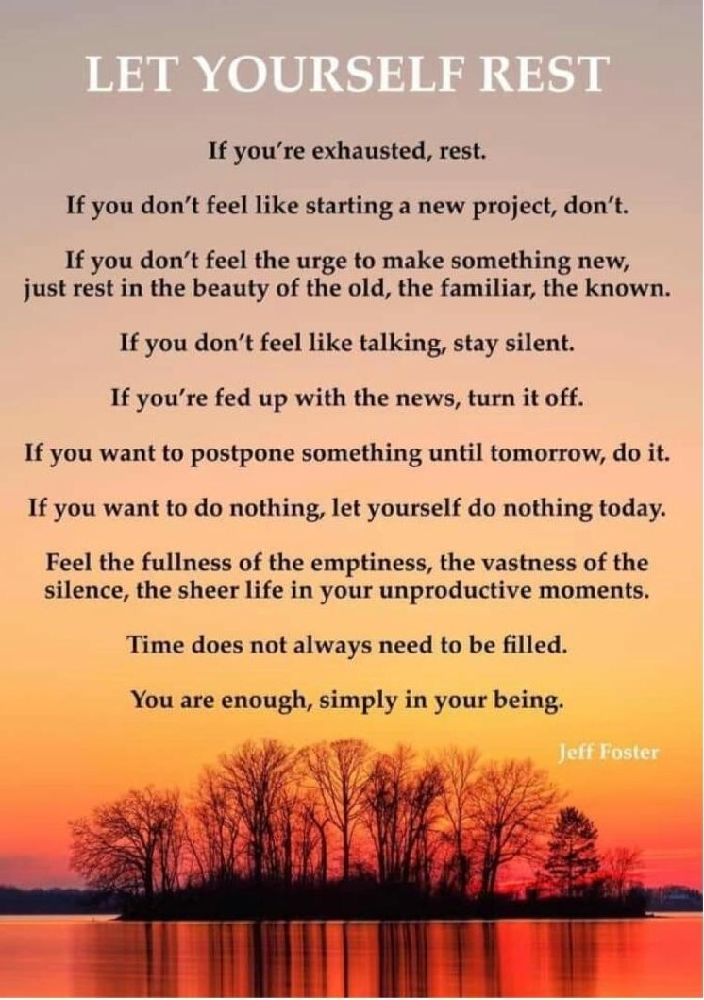 LET YOURSELF REST
If you're exhausted, rest.
If you don't feel like starting a new project, don't.
If you don't feel the urge to make something new,
just rest in the beauty of the old, the familiar, the known.
If you don't feel like talking, stay silent.
If you're fed up with the news, turn it off.
If you want to postpone something until tomorrow, do it.
If you want to do nothing, let yourself do nothing today.
Feel the fullness of the emptiness, the vastness of the
silence, the sheer life in your unproductive moments.
Time does not always need to be filled.
You are enough, simply in your being.
Jeff Foster